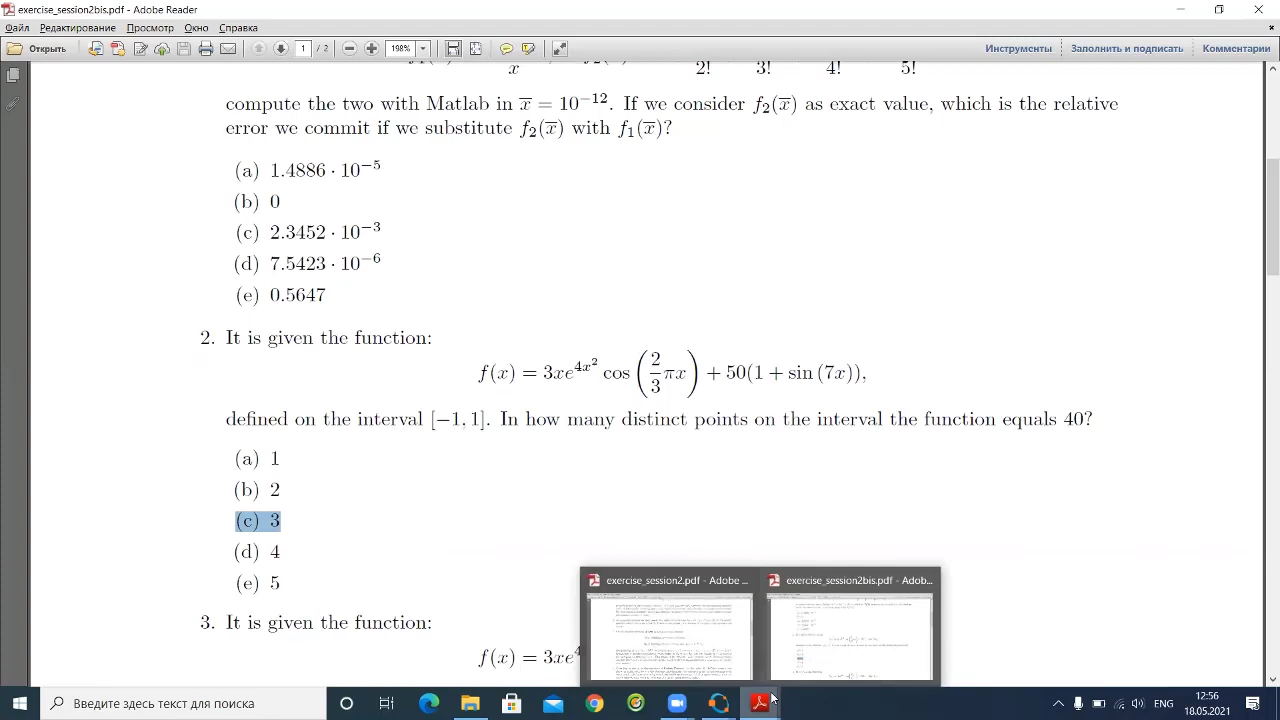 exercise_session2bis.pdf - Adobe Reader
Файл Редактирование Просмотр Окно Справка
Открыть 1 / 2 198% Инструменты Заполнить и подписать Комментарии
x 2! 3! 4! 5!
compute the two with Matlab in x̅ = 10⁻¹². If we consider f₂(x̅) as exact value, which is the relative
error we commit if we substitute f₂(x̅) with f₁(x̅)?
(a) 1.4886 · 10⁻⁵
(b) 0
(c) 2.3452 · 10⁻³
(d) 7.5423 · 10⁻⁶
(e) 0.5647
2. It is given the function:
f(x) = 3xe^{4x²} cos (2/3 πx) + 50(1 + sin (7x)),
defined on the interval [−1, 1]. In how many distinct points on the interval the function equals 40?
(a) 1
(b) 2
(c) 3
(d) 4
(e) 5
3. It is given the function:
f(x) = 3xe⁴
exercise_session2.pdf - Adobe ...
exercise_session2bis.pdf - Adob...
Введите здесь текст для поиска
ENG
12:56
18.05.2021